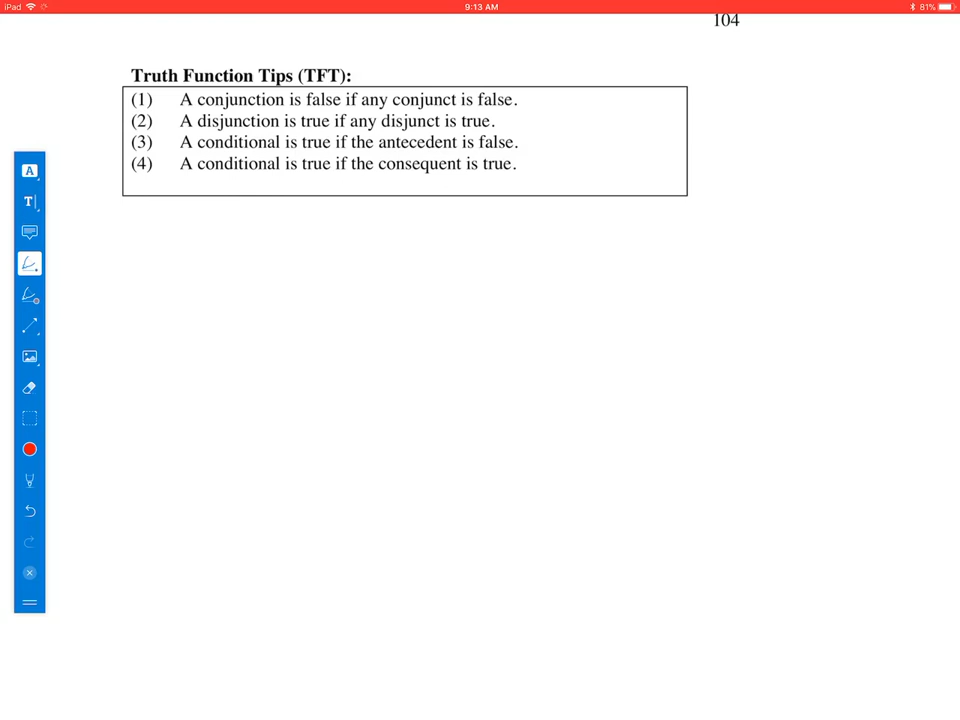 iPad 9:13 AM 81%
104
Truth Function Tips (TFT):
(1) A conjunction is false if any conjunct is false.
(2) A disjunction is true if any disjunct is true.
(3) A conditional is true if the antecedent is false.
(4) A conditional is true if the consequent is true.
A
T